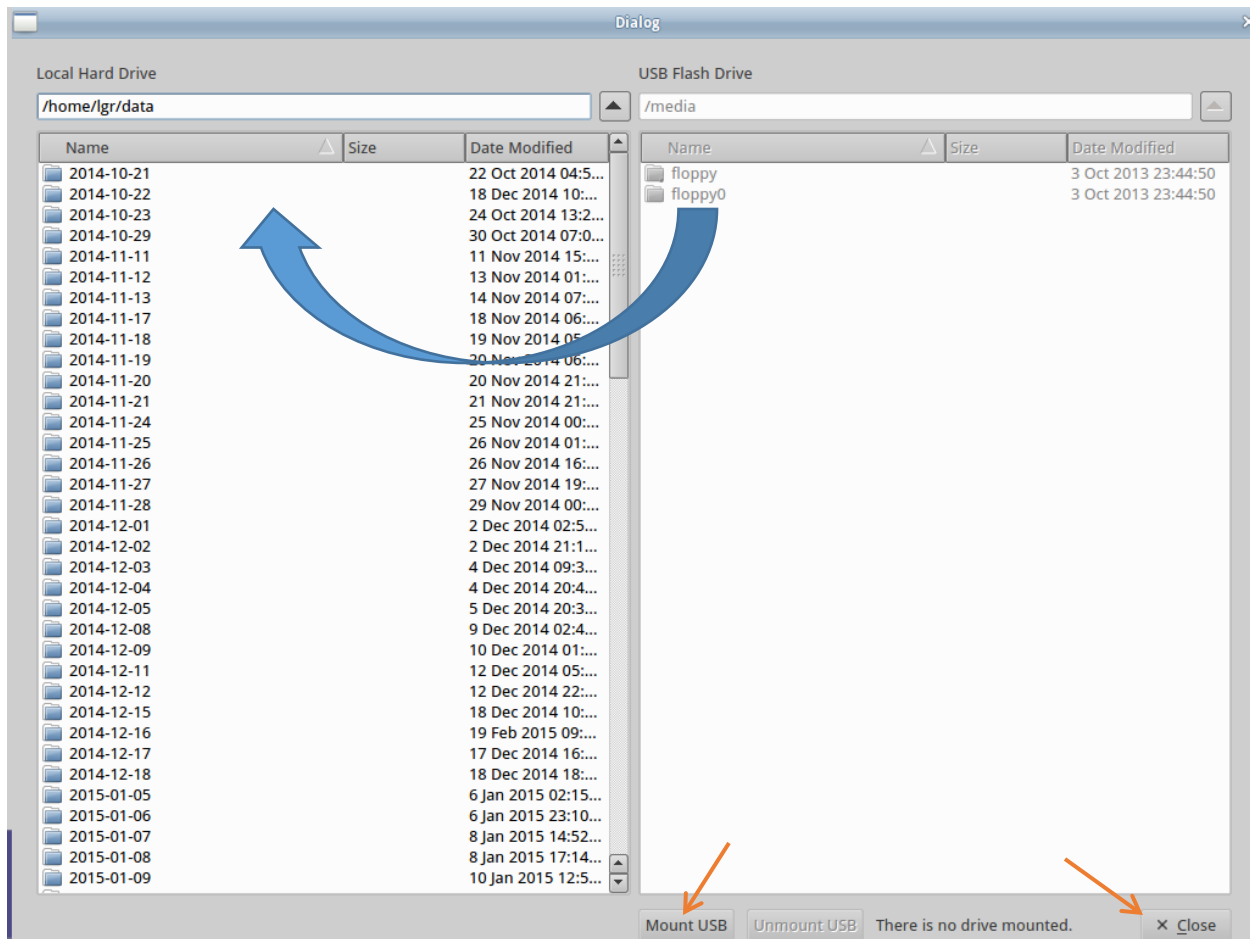 Dialog
Local Hard Drive
/home/lgr/data
Name Size Date Modified
2014-10-21 22 Oct 2014 04:5...
2014-10-22 18 Dec 2014 10:...
2014-10-23 24 Oct 2014 13:2...
2014-10-29 30 Oct 2014 07:0...
2014-11-11 11 Nov 2014 15:...
2014-11-12 13 Nov 2014 01:...
2014-11-13 14 Nov 2014 07:...
2014-11-17 18 Nov 2014 06:...
2014-11-18 19 Nov 2014 05
2014-11-19 20 Nov 2014 06:...
2014-11-20 20 Nov 2014 21:...
2014-11-21 21 Nov 2014 21:...
2014-11-24 25 Nov 2014 00:...
2014-11-25 26 Nov 2014 01:...
2014-11-26 26 Nov 2014 16:...
2014-11-27 27 Nov 2014 19:...
2014-11-28 29 Nov 2014 00:...
2014-12-01 2 Dec 2014 02:5...
2014-12-02 2 Dec 2014 21:1...
2014-12-03 4 Dec 2014 09:3...
2014-12-04 4 Dec 2014 20:4...
2014-12-05 5 Dec 2014 20:3...
2014-12-08 9 Dec 2014 02:4...
2014-12-09 10 Dec 2014 01:...
2014-12-11 12 Dec 2014 05:...
2014-12-12 12 Dec 2014 22:...
2014-12-15 18 Dec 2014 10:...
2014-12-16 19 Feb 2015 09:...
2014-12-17 17 Dec 2014 16:...
2014-12-18 18 Dec 2014 18:...
2015-01-05 6 Jan 2015 02:15...
2015-01-06 6 Jan 2015 23:10...
2015-01-07 8 Jan 2015 14:52...
2015-01-08 8 Jan 2015 17:14...
2015-01-09 10 Jan 2015 12:5...
USB Flash Drive
/media
Name Size Date Modified
floppy 3 Oct 2013 23:44:50
floppy0 3 Oct 2013 23:44:50
Mount USB Unmount USB There is no drive mounted. Close